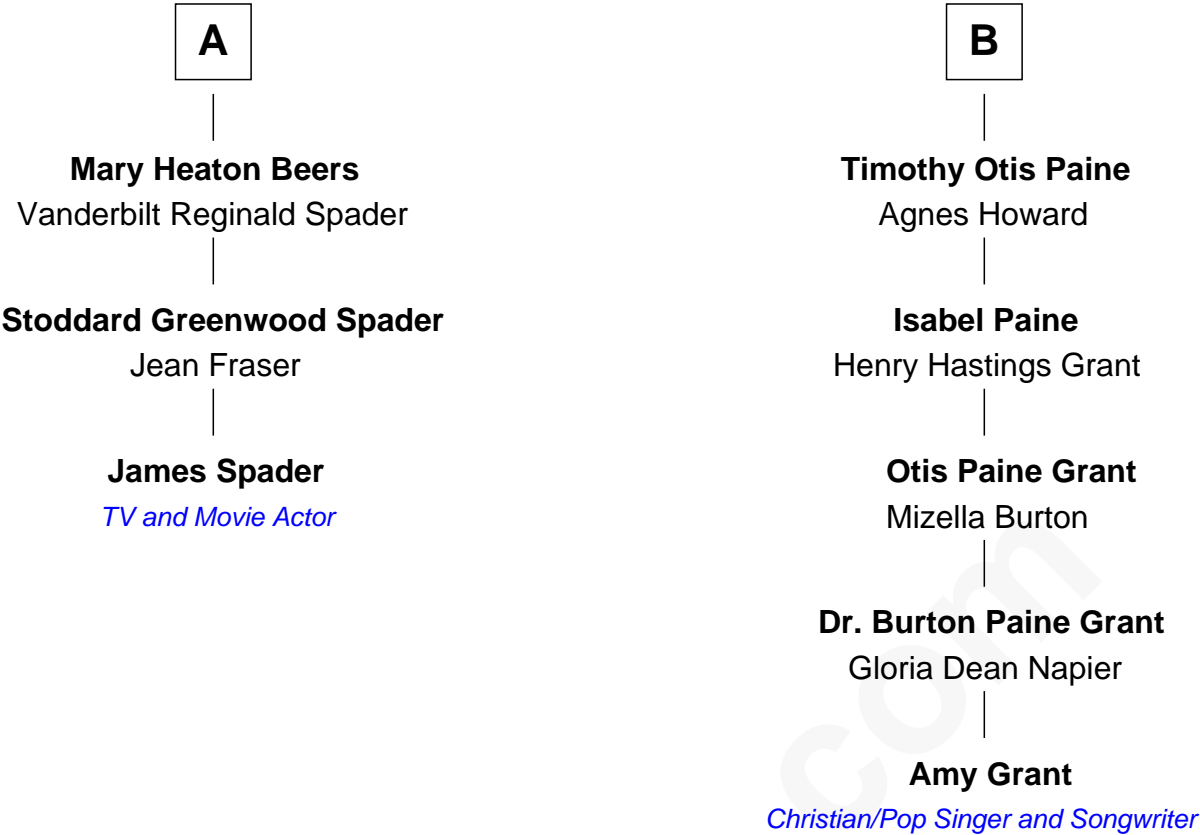 A
Mary Heaton Beers
Vanderbilt Reginald Spader
Stoddard Greenwood Spader
Jean Fraser
James Spader
TV and Movie Actor
B
Timothy Otis Paine
Agnes Howard
Isabel Paine
Henry Hastings Grant
Otis Paine Grant
Mizella Burton
Dr. Burton Paine Grant
Gloria Dean Napier
Amy Grant
Christian/Pop Singer and Songwriter
com